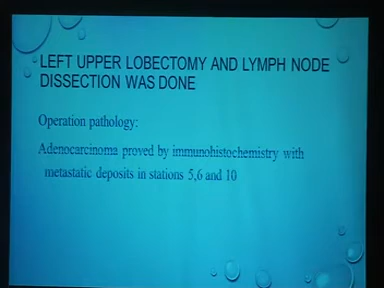 LEFT UPPER LOBECTOMY AND LYMPH NODE
DISSECTION WAS DONE
Operation pathology:
Adenocarcinoma proved by immunohistochemistry with
metastatic deposits in stations 5,6 and 10